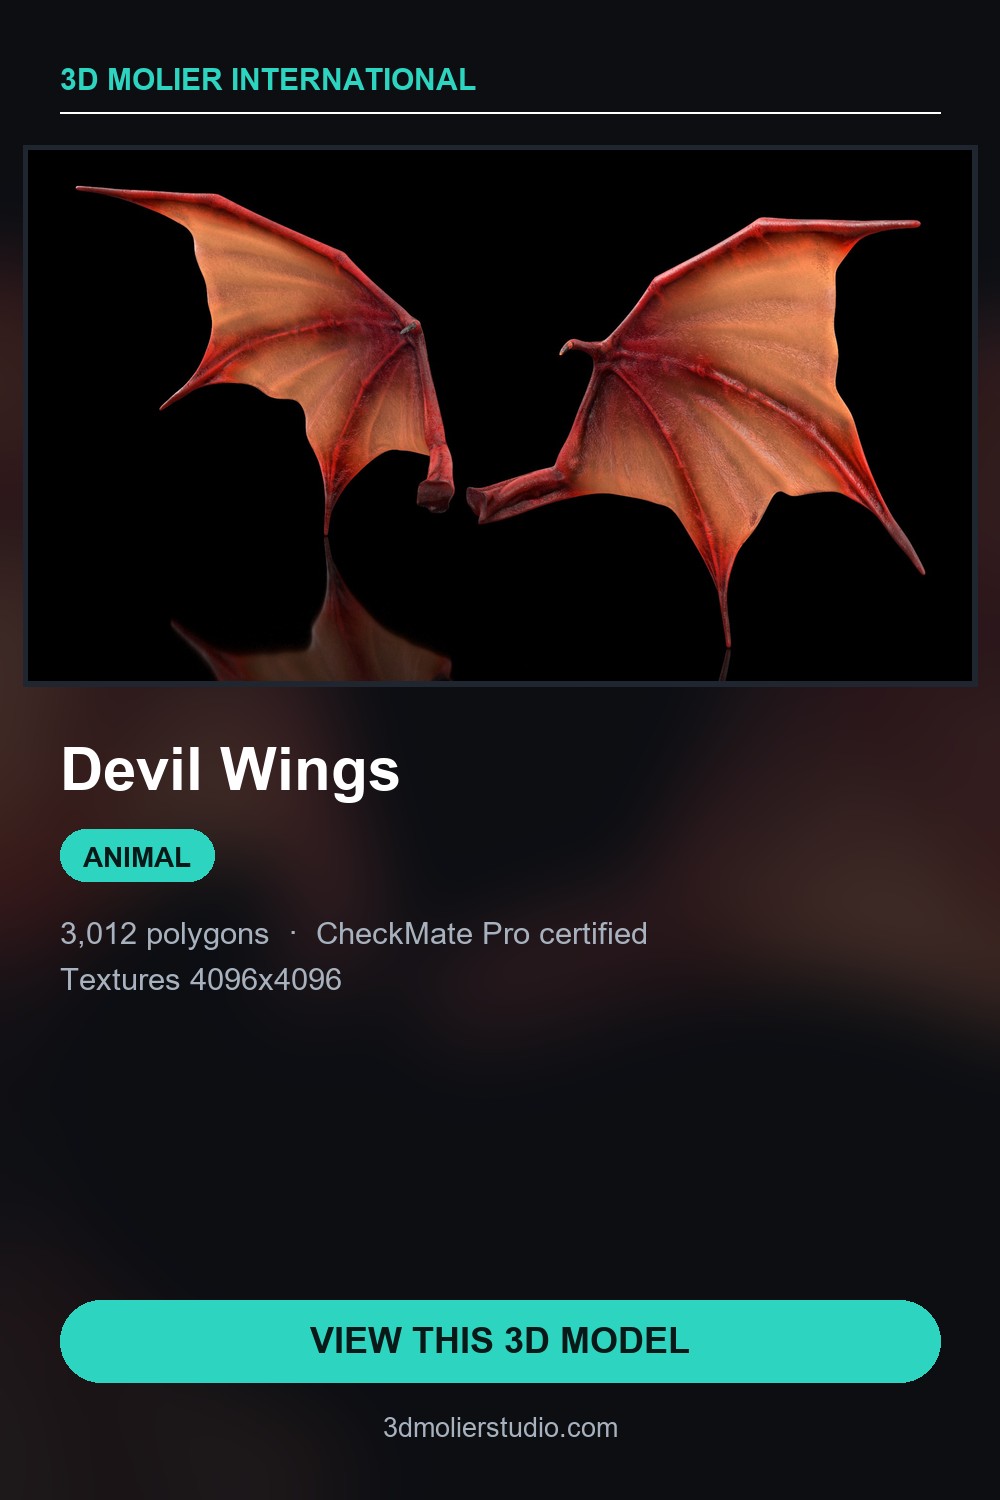 3D MOLIER INTERNATIONAL
Devil Wings
ANIMAL
3,012 polygons · CheckMate Pro certified
Textures 4096x4096
VIEW THIS 3D MODEL
3dmolierstudio.com